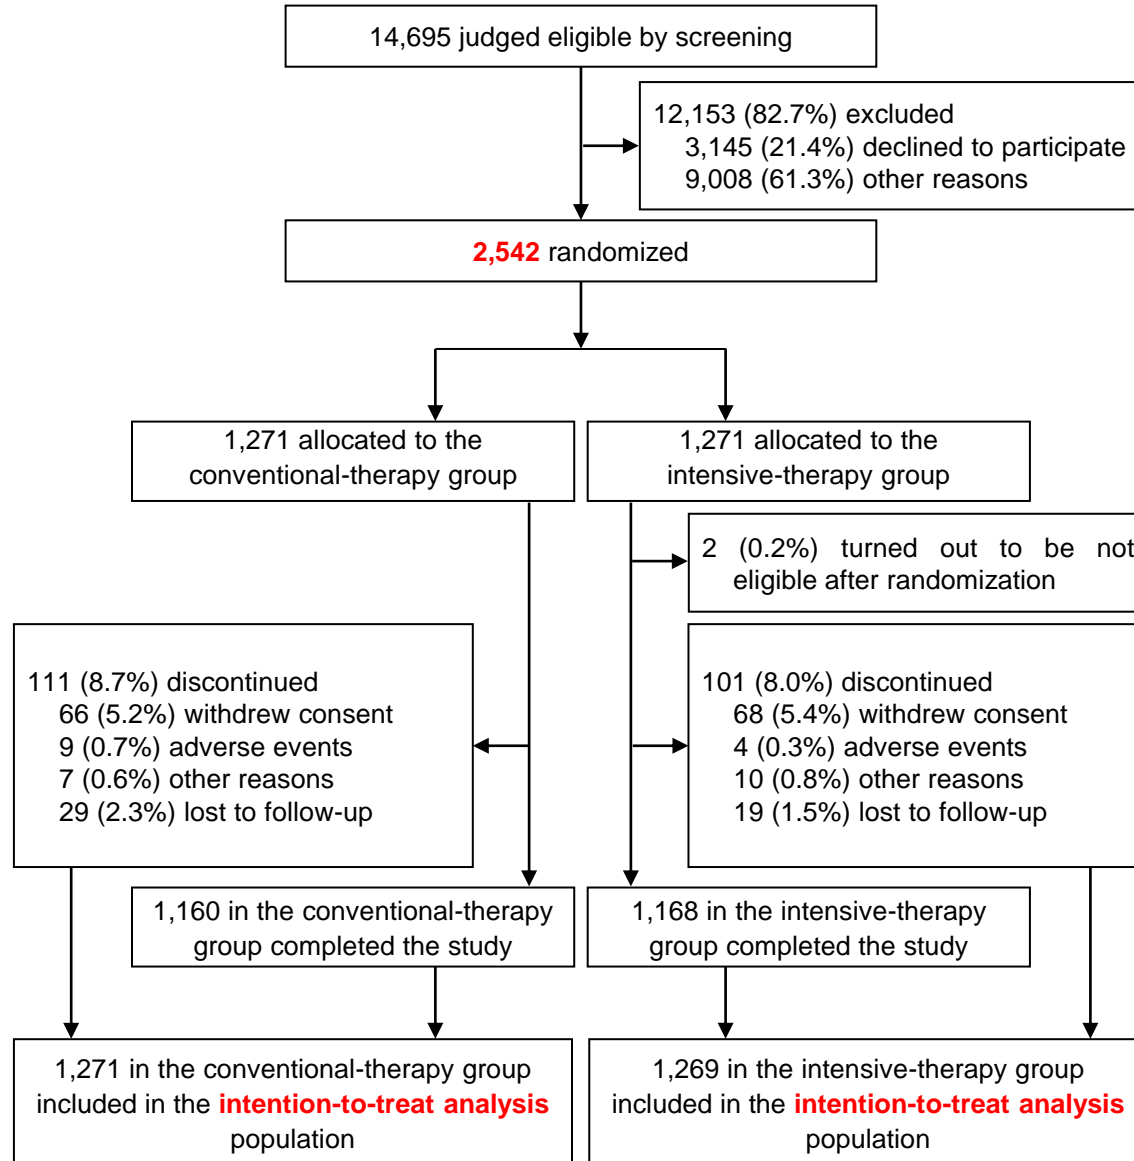 14,695 judged eligible by screening
12,153 (82.7%) excluded
3,145 (21.4%) declined to participate
9,008 (61.3%) other reasons
2,542 randomized
1,271 allocated to the
conventional-therapy group
1,271 allocated to the
intensive-therapy group
2 (0.2%) turned out to be not
eligible after randomization
111 (8.7%) discontinued
66 (5.2%) withdrew consent
9 (0.7%) adverse events
7 (0.6%) other reasons
29 (2.3%) lost to follow-up
101 (8.0%) discontinued
68 (5.4%) withdrew consent
4 (0.3%) adverse events
10 (0.8%) other reasons
19 (1.5%) lost to follow-up
1,160 in the conventional-therapy
group completed the study
1,168 in the intensive-therapy
group completed the study
1,271 in the conventional-therapy group
included in the intention-to-treat analysis
population
1,269 in the intensive-therapy group
included in the intention-to-treat analysis
population